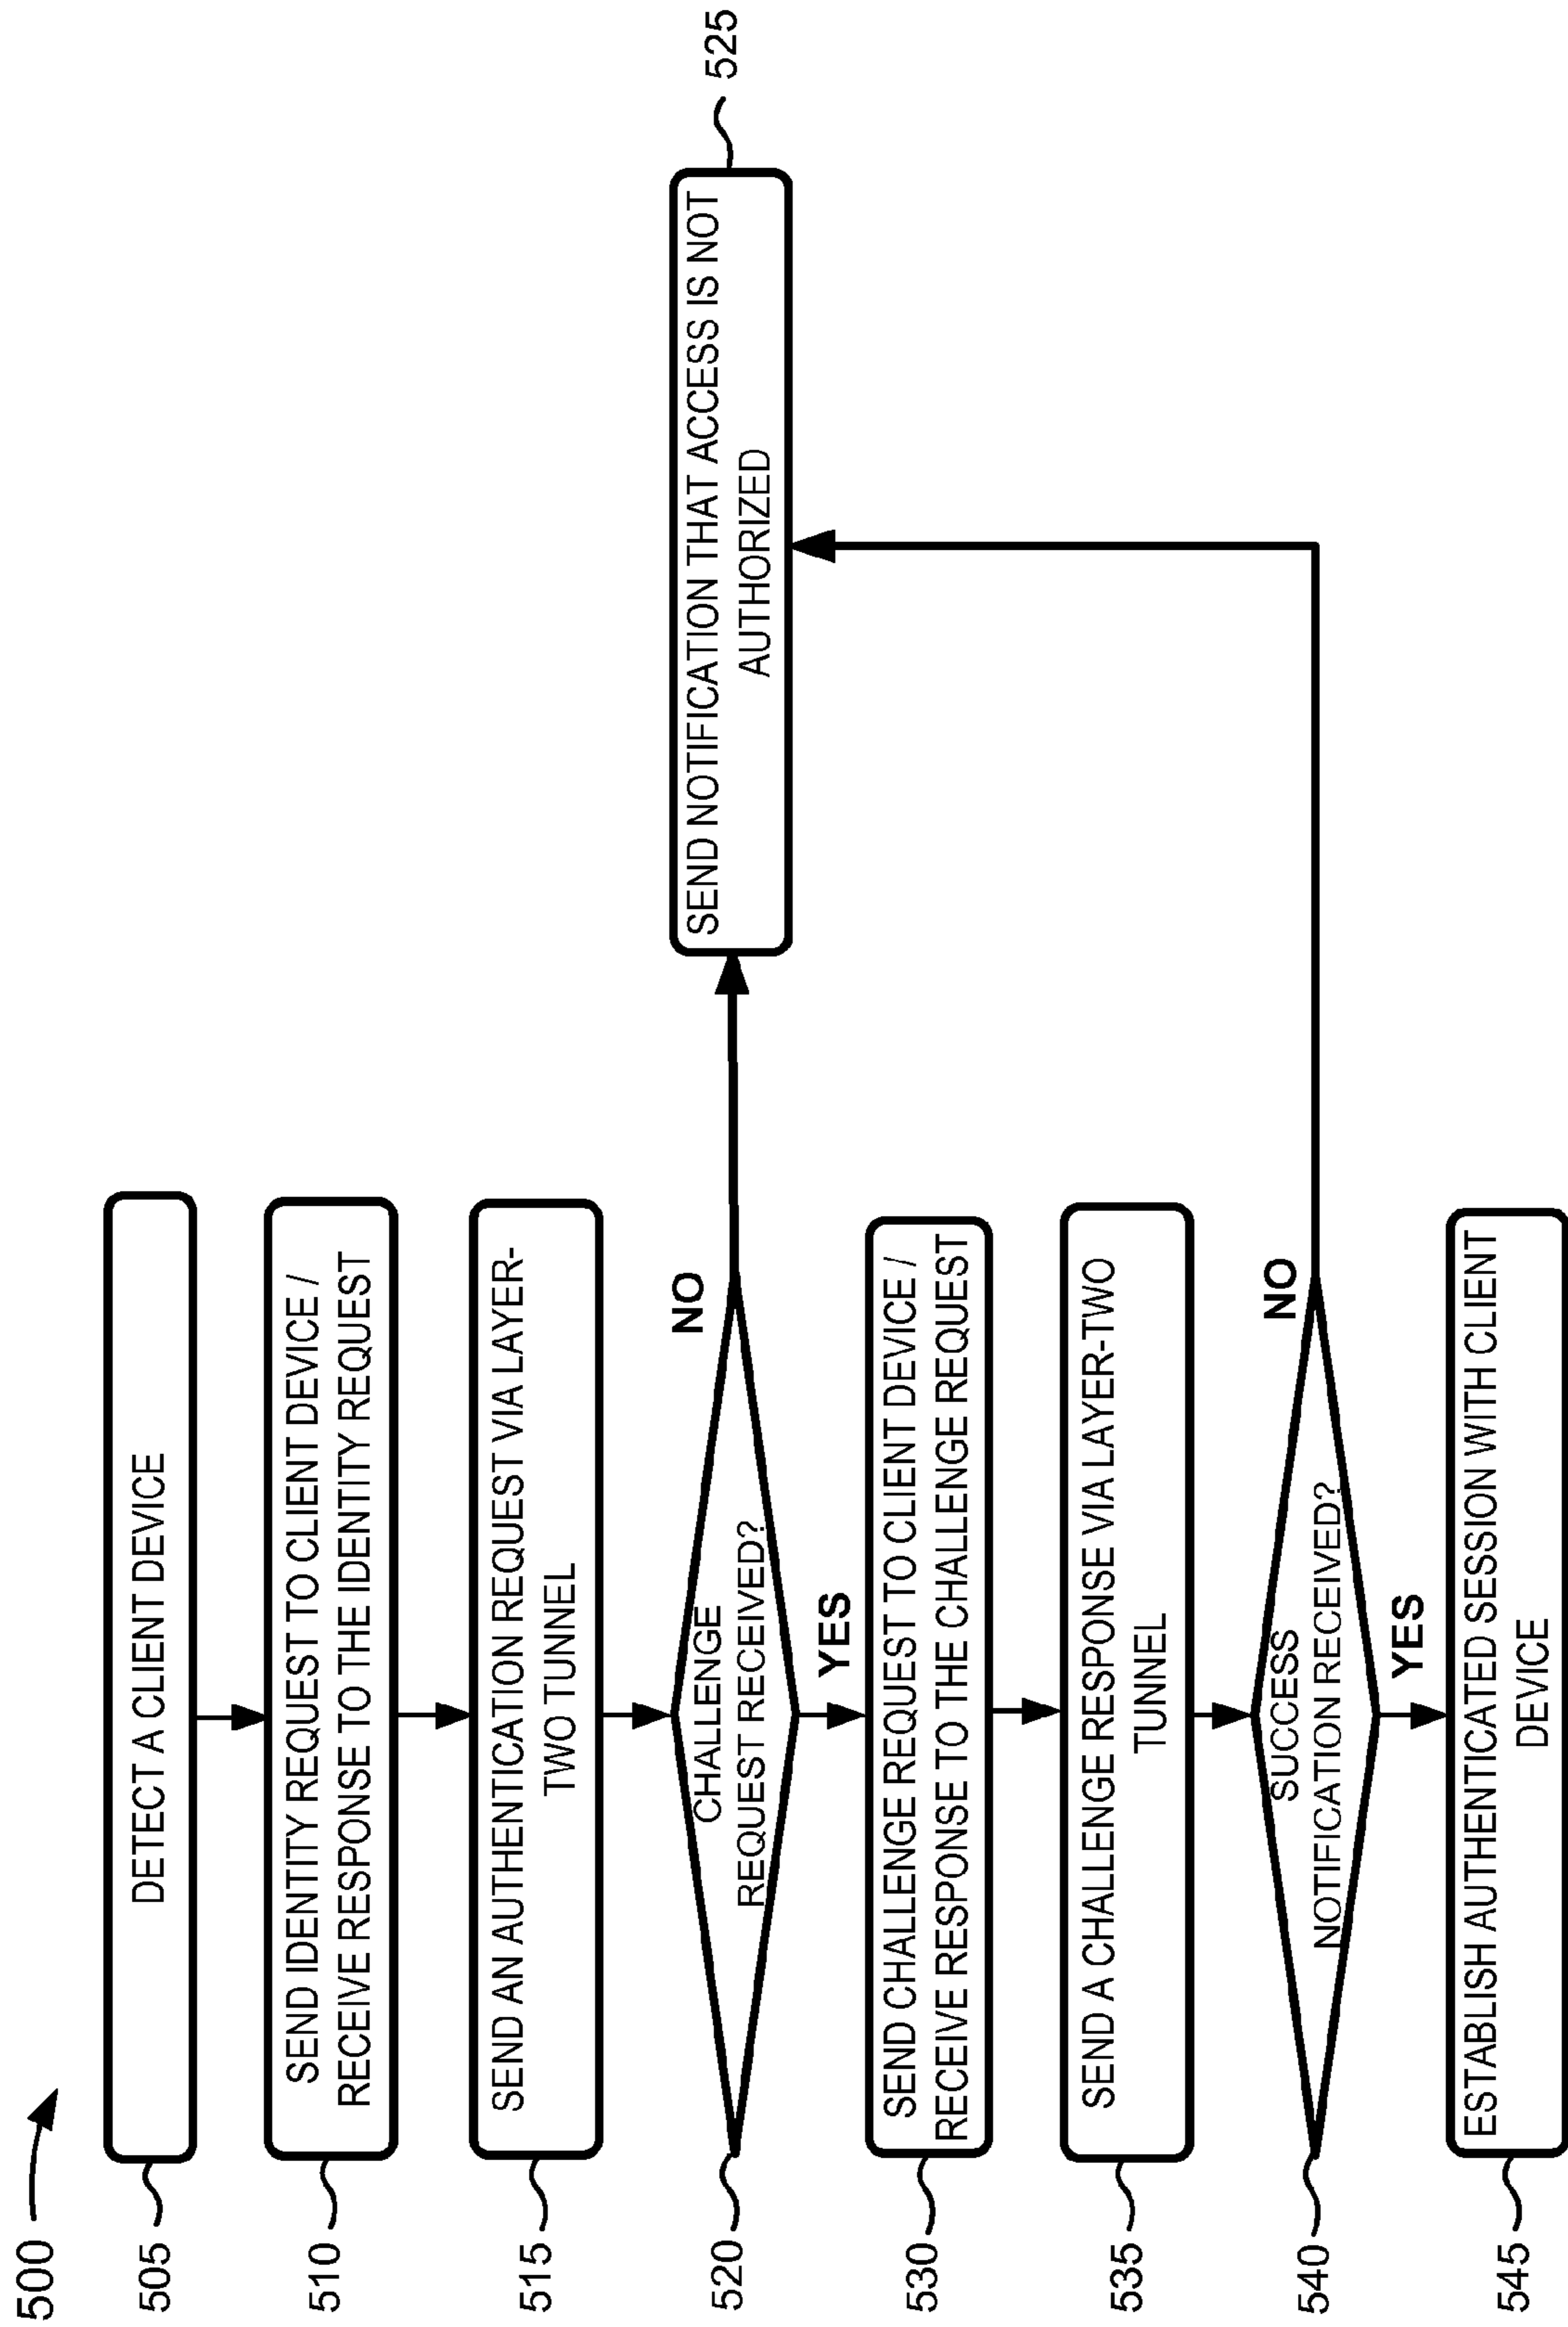 500
505
DETECT A CLIENT DEVICE
510
SEND IDENTITY REQUEST TO CLIENT DEVICE /
RECEIVE RESPONSE TO THE IDENTITY REQUEST
515
SEND AN AUTHENTICATION REQUEST VIA LAYER-
TWO TUNNEL
520
CHALLENGE
REQUEST RECEIVED?
NO
SEND NOTIFICATION THAT ACCESS IS NOT
AUTHORIZED
525
YES
530
SEND CHALLENGE REQUEST TO CLIENT DEVICE /
RECEIVE RESPONSE TO THE CHALLENGE REQUEST
535
SEND A CHALLENGE RESPONSE VIA LAYER-TWO
TUNNEL
540
SUCCESS
NOTIFICATION RECEIVED?
NO
YES
545
ESTABLISH AUTHENTICATED SESSION WITH CLIENT
DEVICE